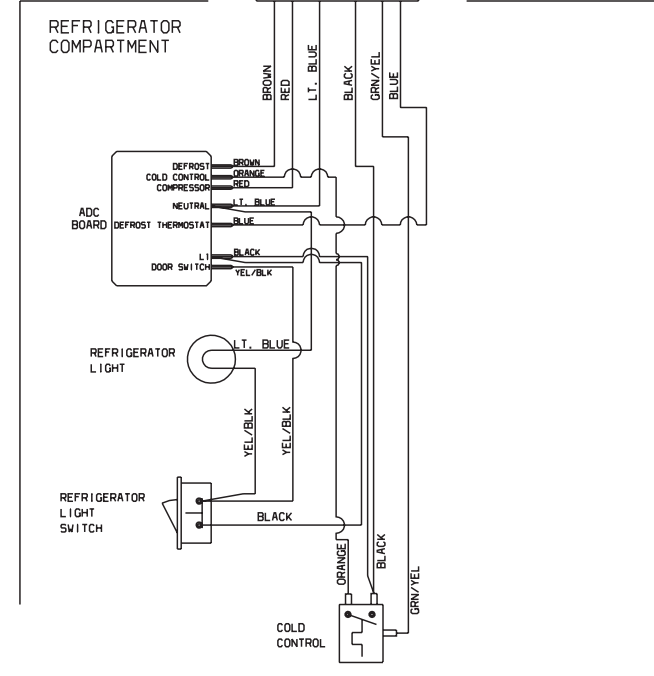 REFRIGERATOR
COMPARTMENT
BROWN
RED
LT. BLUE
BLACK
GRN/YEL
BLUE
ADC
BOARD
DEFROST
COLD CONTROL
COMPRESSOR
NEUTRAL
DEFROST THERMOSTAT
L1
DOOR SWITCH
BROWN
ORANGE
RED
LT. BLUE
BLUE
BLACK
YEL/BLK
REFRIGERATOR
LIGHT
LT. BLUE
YEL/BLK
YEL/BLK
REFRIGERATOR
LIGHT
SWITCH
BLACK
ORANGE
BLACK
GRN/YEL
COLD
CONTROL